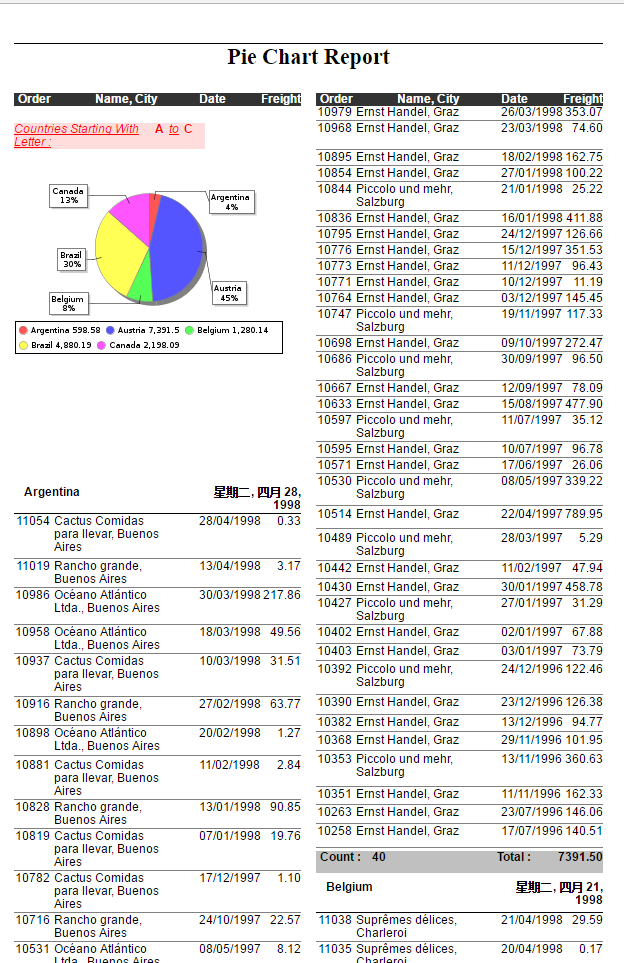 Pie Chart Report
Order Name, City Date Freight
Countries Starting With A to C
Letter :
Canada
13%
Argentina
4%
Brazil
30%
Austria
45%
Belgium
8%
Argentina 598.58 Austria 7,391.5 Belgium 1,280.14
Brazil 4,880.19 Canada 2,198.09
Argentina 星期二, 四月 28,
1998
11054 Cactus Comidas 28/04/1998 0.33
para llevar, Buenos
Aires
11019 Rancho grande, 13/04/1998 3.17
Buenos Aires
10986 Océano Atlántico 30/03/1998 217.86
Ltda., Buenos Aires
10958 Océano Atlántico 18/03/1998 49.56
Ltda., Buenos Aires
10937 Cactus Comidas 10/03/1998 31.51
para llevar, Buenos
Aires
10916 Rancho grande, 27/02/1998 63.77
Buenos Aires
10898 Océano Atlántico 20/02/1998 1.27
Ltda., Buenos Aires
10881 Cactus Comidas 11/02/1998 2.84
para llevar, Buenos
Aires
10828 Rancho grande, 13/01/1998 90.85
Buenos Aires
10819 Cactus Comidas 07/01/1998 19.76
para llevar, Buenos
Aires
10782 Cactus Comidas 17/12/1997 1.10
para llevar, Buenos
Aires
10716 Rancho grande, 24/10/1997 22.57
Buenos Aires
10531 Océano Atlántico 08/05/1997 8.12
Ltda., Buenos Aires
Order Name, City Date Freight
10979 Ernst Handel, Graz 26/03/1998 353.07
10968 Ernst Handel, Graz 23/03/1998 74.60
10895 Ernst Handel, Graz 18/02/1998 162.75
10854 Ernst Handel, Graz 27/01/1998 100.22
10844 Piccolo und mehr, 21/01/1998 25.22
Salzburg
10836 Ernst Handel, Graz 16/01/1998 411.88
10795 Ernst Handel, Graz 24/12/1997 126.66
10776 Ernst Handel, Graz 15/12/1997 351.53
10773 Ernst Handel, Graz 11/12/1997 96.43
10771 Ernst Handel, Graz 10/12/1997 11.19
10764 Ernst Handel, Graz 03/12/1997 145.45
10747 Piccolo und mehr, 19/11/1997 117.33
Salzburg
10698 Ernst Handel, Graz 09/10/1997 272.47
10686 Piccolo und mehr, 30/09/1997 96.50
Salzburg
10667 Ernst Handel, Graz 12/09/1997 78.09
10633 Ernst Handel, Graz 15/08/1997 477.90
10597 Piccolo und mehr, 11/07/1997 35.12
Salzburg
10595 Ernst Handel, Graz 10/07/1997 96.78
10571 Ernst Handel, Graz 17/06/1997 26.06
10530 Piccolo und mehr, 08/05/1997 339.22
Salzburg
10514 Ernst Handel, Graz 22/04/1997 789.95
10489 Piccolo und mehr, 28/03/1997 5.29
Salzburg
10442 Ernst Handel, Graz 11/02/1997 47.94
10430 Ernst Handel, Graz 30/01/1997 458.78
10427 Piccolo und mehr, 27/01/1997 31.29
Salzburg
10402 Ernst Handel, Graz 02/01/1997 67.88
10403 Ernst Handel, Graz 03/01/1997 73.79
10392 Piccolo und mehr, 24/12/1996 122.46
Salzburg
10390 Ernst Handel, Graz 23/12/1996 126.38
10382 Ernst Handel, Graz 13/12/1996 94.77
10368 Ernst Handel, Graz 29/11/1996 101.95
10353 Piccolo und mehr, 13/11/1996 360.63
Salzburg
10351 Ernst Handel, Graz 11/11/1996 162.33
10263 Ernst Handel, Graz 23/07/1996 146.06
10258 Ernst Handel, Graz 17/07/1996 140.51
Count : 40 Total : 7391.50
Belgium 星期二, 四月 21,
1998
11038 Suprêmes délices, 21/04/1998 29.59
Charleroi
11035 Suprêmes délices, 20/04/1998 0.17
Charleroi